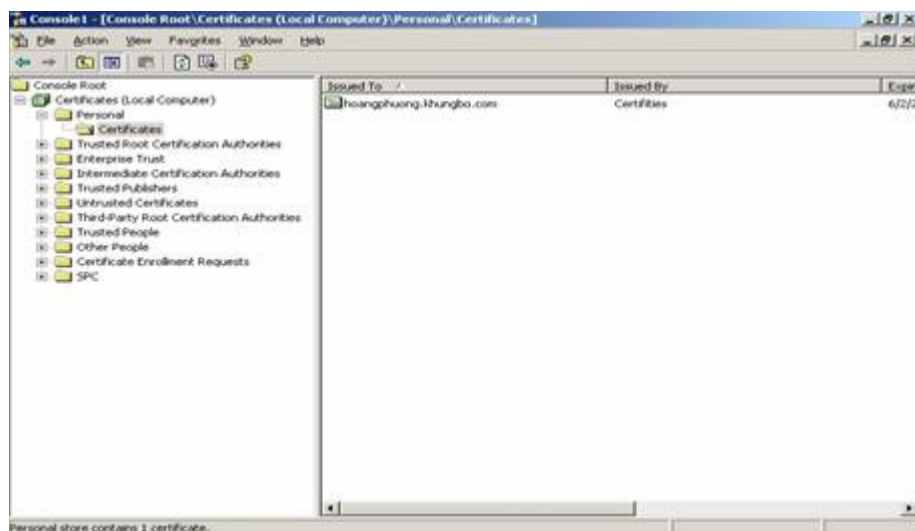 Console1 - [Console Root\Certificates (Local Computer)\Personal\Certificates]
File Action View Favorites Window Help
Console Root
Certificates (Local Computer)
Personal
Certificates
Trusted Root Certification Authorities
Enterprise Trust
Intermediate Certification Authorities
Trusted Publishers
Untrusted Certificates
Third-Party Root Certification Authorities
Trusted People
Other People
Certificate Enrollment Requests
SPC
Issued To Issued By
hoangphuong.khungbo.com Certifities 6/2/2
Personal store contains 1 certificate.